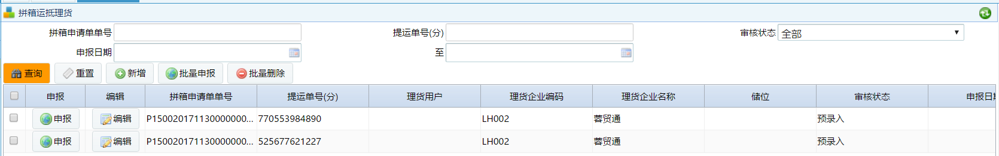 拼箱运抵理货
拼箱申请单单号 提运单号(分) 审核状态 全部
申报日期 至
查询 重置 新增 批量申报 批量删除
申报 编辑 拼箱申请单单号 提运单号(分) 理货用户 理货企业编码 理货企业名称 储位 审核状态 申报日
申报 编辑 P150020171130000000... 770553984890 LH002 蓉贸通 预录入
申报 编辑 P150020171130000000... 525677621227 LH002 蓉贸通 预录入